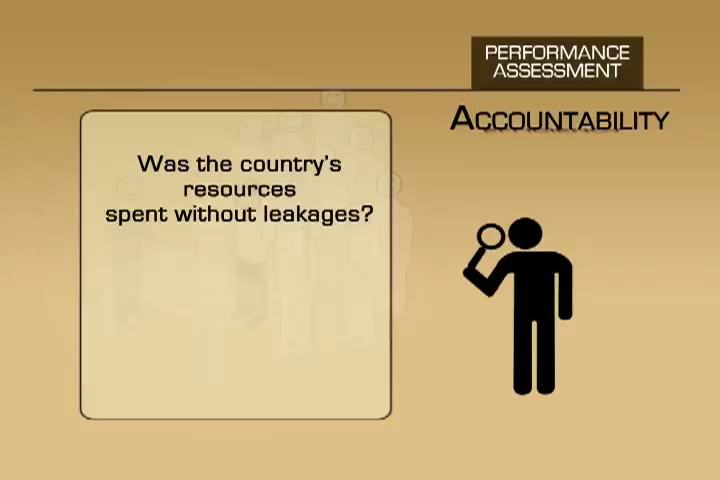 PERFORMANCE
ASSESSMENT
ACCOUNTABILITY
Was the country's
resources
spent without leakages?